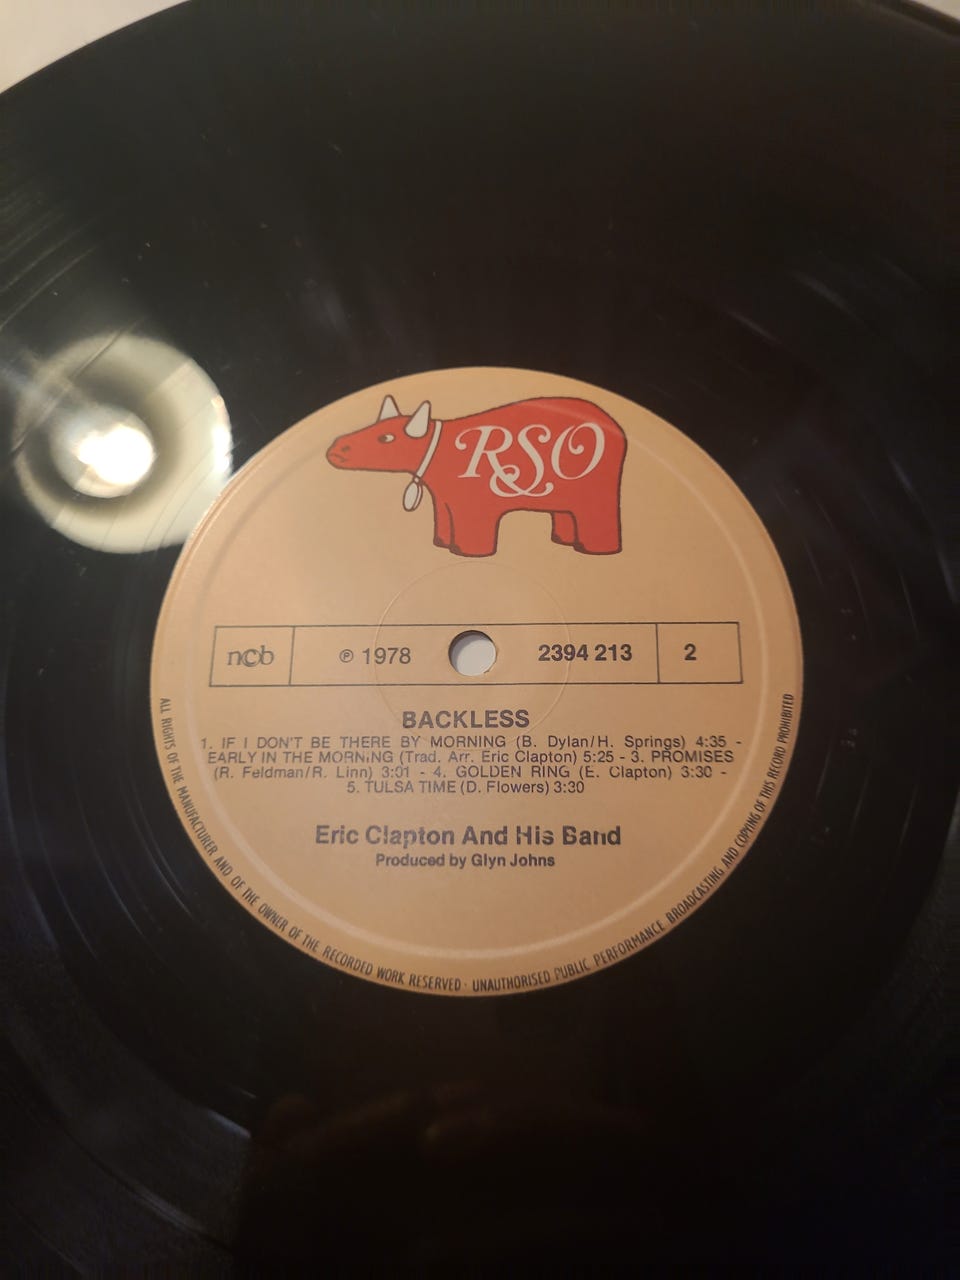 RSO
ncb ℗ 1978 2394 213 2
BACKLESS
1. IF I DON'T BE THERE BY MORNING (B. Dylan/H. Springs) 4:35 -
EARLY IN THE MORNING (Trad. Arr. Eric Clapton) 5:25 - 3. PROMISES
(R. Feldman/R. Linn) 3:01 - 4. GOLDEN RING (E. Clapton) 3:30 -
5. TULSA TIME (D. Flowers) 3:30
Eric Clapton And His Band
Produced by Glyn Johns
ALL RIGHTS OF THE MANUFACTURER AND OF THE OWNER OF THE RECORDED WORK RESERVED · UNAUTHORISED PUBLIC PERFORMANCE BROADCASTING AND COPYING OF THIS RECORD PROHIBITED